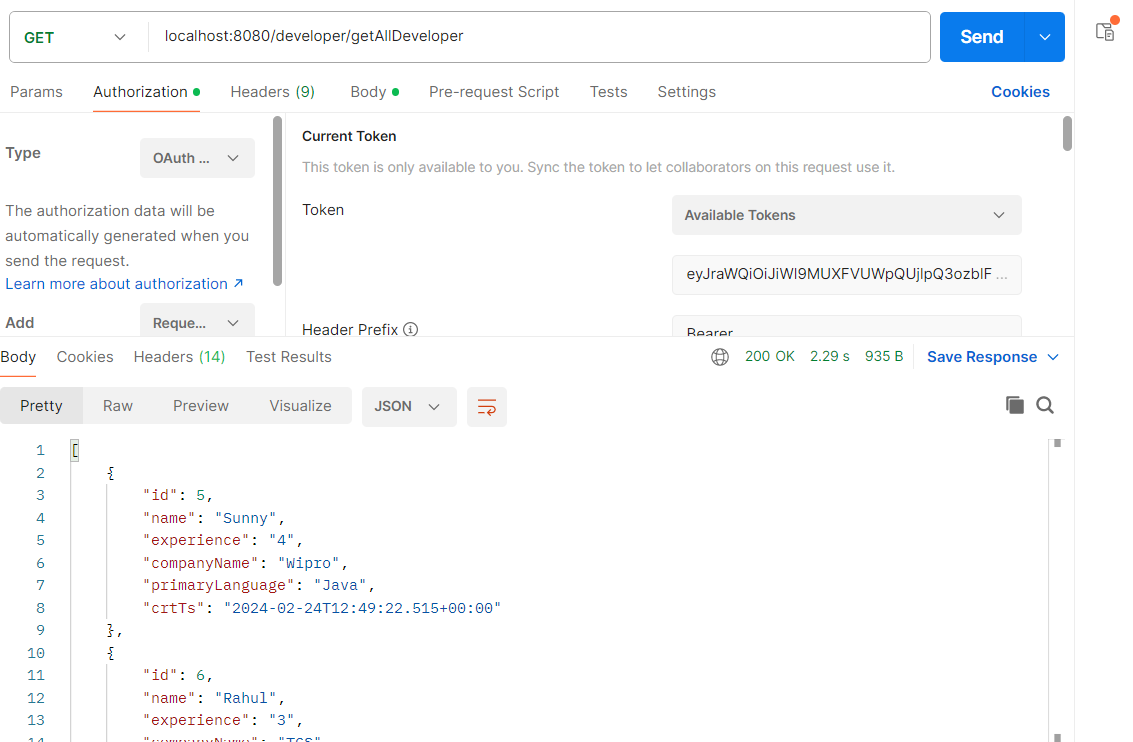 GET localhost:8080/developer/getAllDeveloper Send
Params Authorization Headers (9) Body Pre-request Script Tests Settings Cookies
Type OAuth ...
The authorization data will be
automatically generated when you
send the request.
Learn more about authorization ↗
Add Reque...
Current Token
This token is only available to you. Sync the token to let collaborators on this request use it.
Token Available Tokens
Header Prefix Bearer
Body Cookies Headers (14) Test Results 200 OK 2.29 s 935 B Save Response
Pretty Raw Preview Visualize JSON
1 [
2 {
3 "id": 5,
4 "name": "Sunny",
5 "experience": "4",
6 "companyName": "Wipro",
7 "primaryLanguage": "Java",
8 "crtTs": "2024-02-24T12:49:22.515+00:00"
9 },
10 {
11 "id": 6,
12 "name": "Rahul",
13 "experience": "3",
14 "companyName": "TCS"